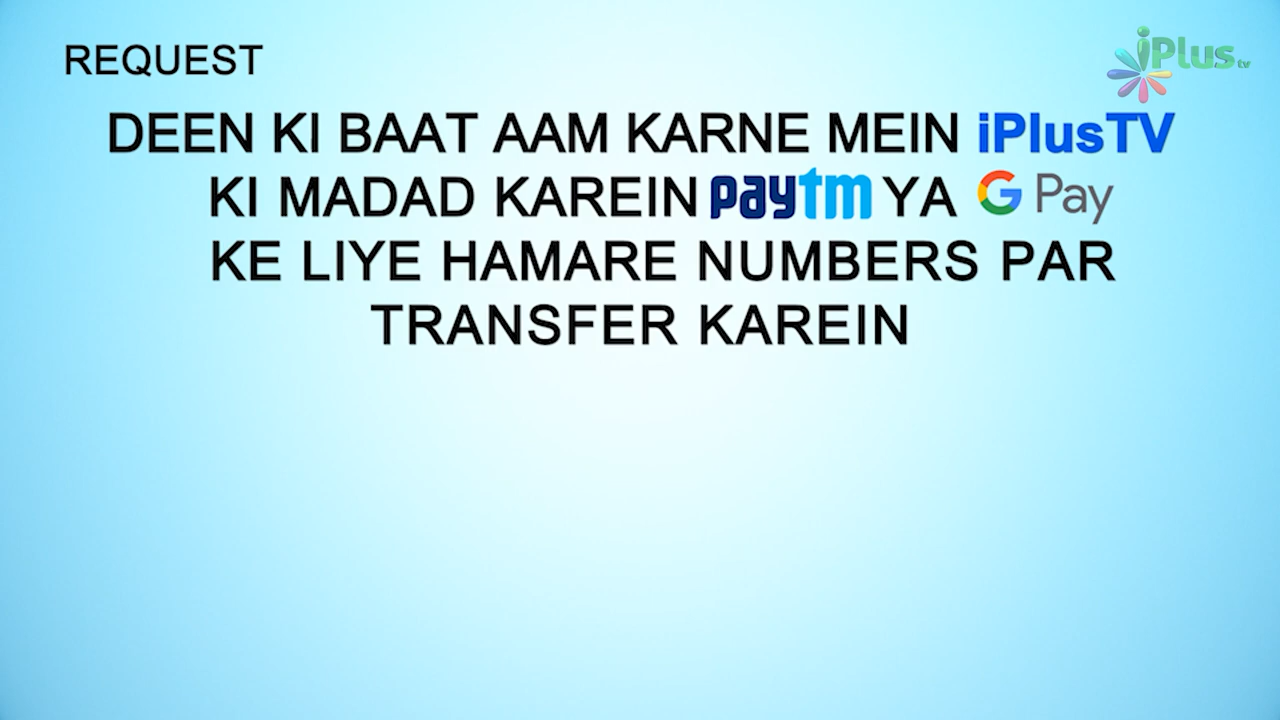 REQUEST
iPlus tv
DEEN KI BAAT AAM KARNE MEIN iPlusTV
KI MADAD KAREIN paytm YA G Pay
KE LIYE HAMARE NUMBERS PAR
TRANSFER KAREIN